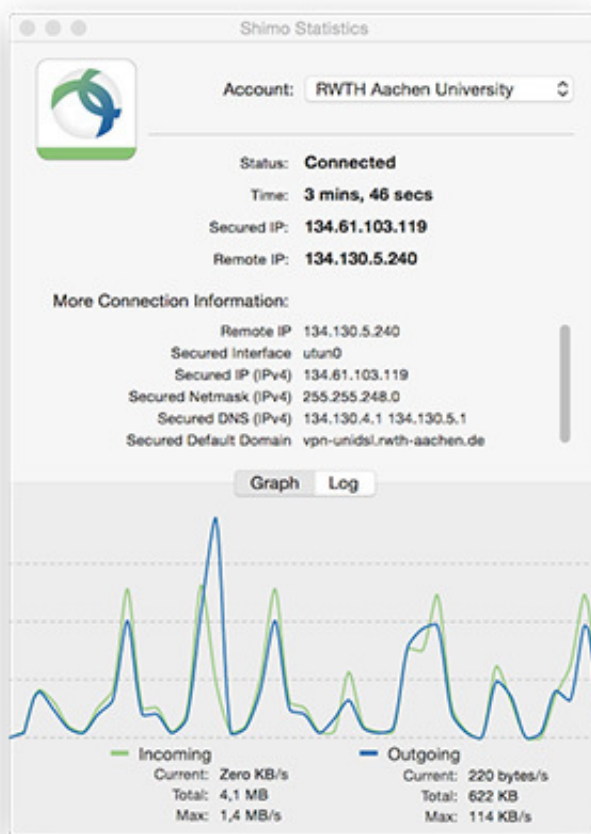 Shimo Statistics
Account: RWTH Aachen University
Status: Connected
Time: 3 mins, 46 secs
Secured IP: 134.61.103.119
Remote IP: 134.130.5.240
More Connection Information:
Remote IP 134.130.5.240
Secured Interface utun0
Secured IP (IPv4) 134.61.103.119
Secured Netmask (IPv4) 255.255.248.0
Secured DNS (IPv4) 134.130.4.1 134.130.5.1
Secured Default Domain vpn-unidsl.rwth-aachen.de
Graph Log
Incoming
Current: Zero KB/s
Total: 4,1 MB
Max: 1,4 MB/s
Outgoing
Current: 220 bytes/s
Total: 622 KB
Max: 114 KB/s